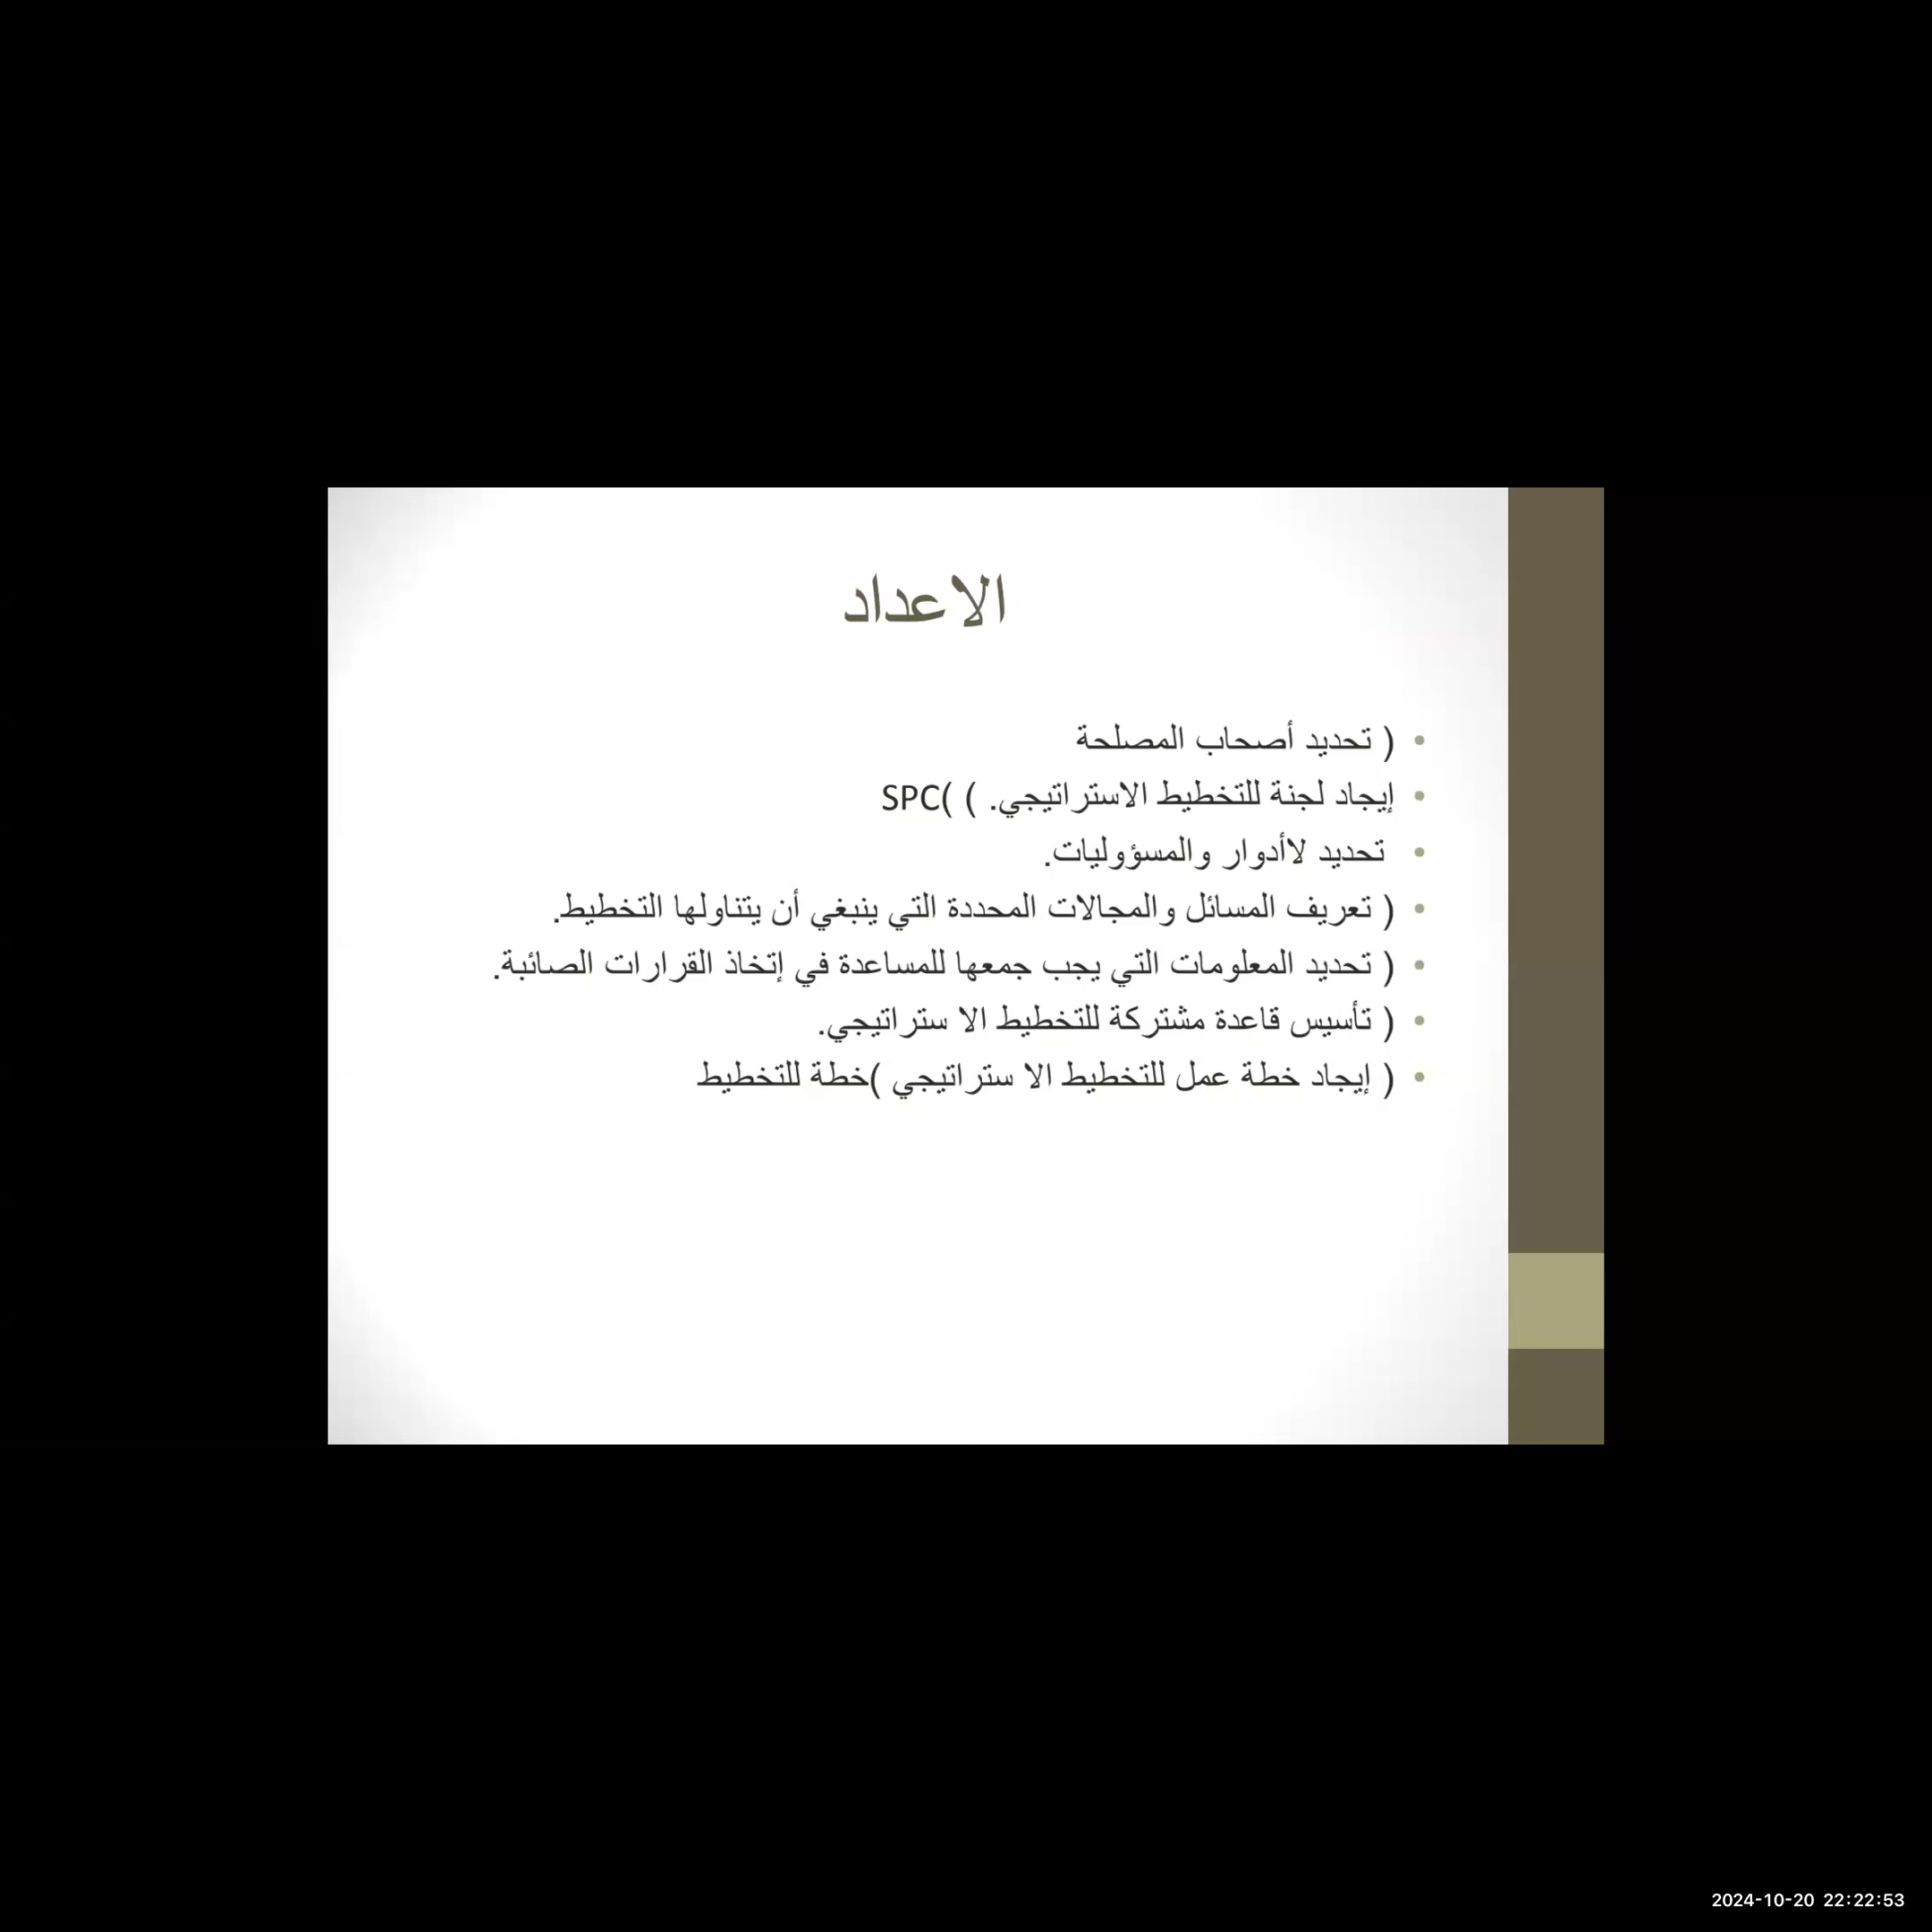 الاعداد
( تحديد أصحاب المصلحة
إيجاد لجنة للتخطيط الاستراتيجي. ) )SPC( (
تحديد لاأدوار والمسؤوليات.
( تعريف المسائل والمجالات المحددة التي ينبغي أن يتناولها التخطيط.
( تحديد المعلومات التي يجب جمعها للمساعدة في إتخاذ القرارات الصائبة.
( تأسيس قاعدة مشتركة للتخطيط الا ستراتيجي.
( إيجاد خطة عمل للتخطيط الا ستراتيجي )خطة للتخطيط
2024-10-20 22:22:53